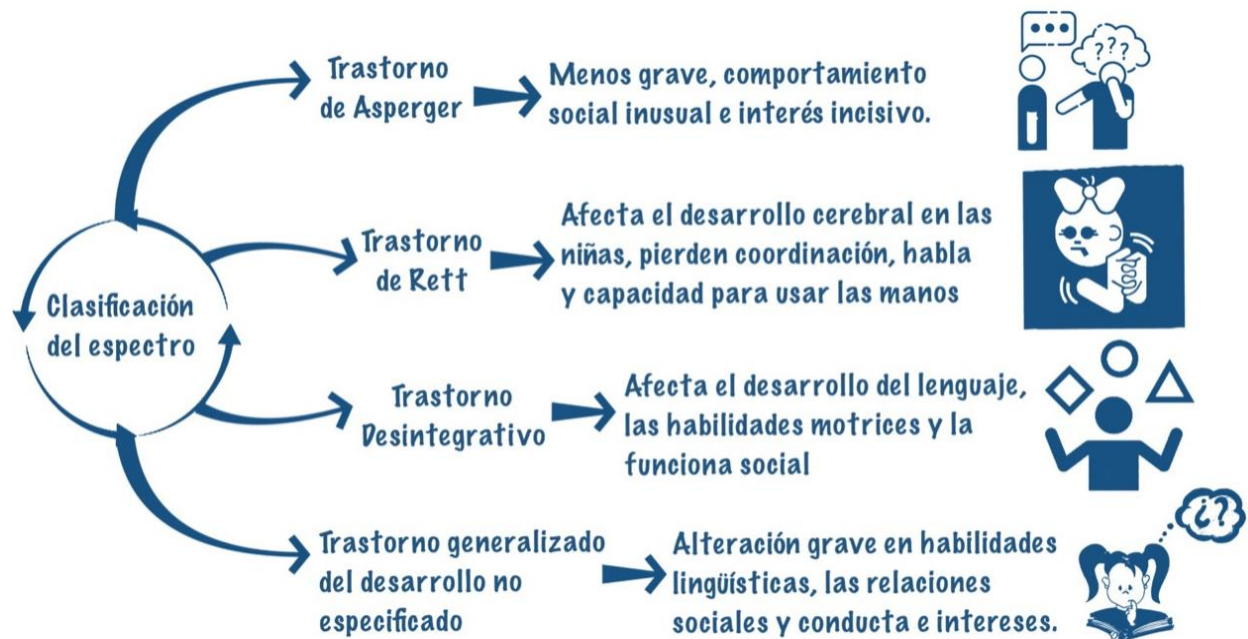 Clasificación
del espectro
Trastorno
de Asperger
Menos grave, comportamiento
social inusual e interés incisivo.
???
Trastorno
de Rett
Afecta el desarrollo cerebral en las
niñas, pierden coordinación, habla
y capacidad para usar las manos
Trastorno
Desintegrativo
Afecta el desarrollo del lenguaje,
las habilidades motrices y la
funciona social
Trastorno generalizado
del desarrollo no
especificado
Alteración grave en habilidades
lingüísticas, las relaciones
sociales y conducta e intereses.
¿?